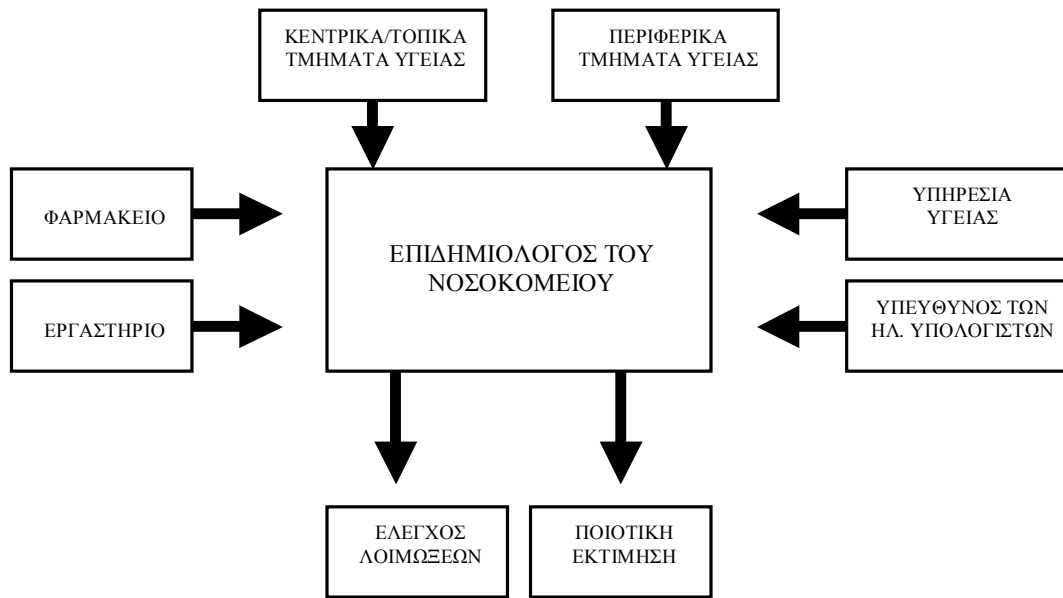 ΚΕΝΤΡΙΚΑ/ΤΟΠΙΚΑ
ΤΜΗΜΑΤΑ ΥΓΕΙΑΣ
ΠΕΡΙΦΕΡΙΚΑ
ΤΜΗΜΑΤΑ ΥΓΕΙΑΣ
ΦΑΡΜΑΚΕΙΟ
ΕΡΓΑΣΤΗΡΙΟ
ΕΠΙΔΗΜΙΟΛΟΓΟΣ ΤΟΥ
ΝΟΣΟΚΟΜΕΙΟΥ
ΥΠΗΡΕΣΙΑ
ΥΓΕΙΑΣ
ΥΠΕΥΘΥΝΟΣ ΤΩΝ
ΗΛ. ΥΠΟΛΟΓΙΣΤΩΝ
ΕΛΕΓΧΟΣ
ΛΟΙΜΩΞΕΩΝ
ΠΟΙΟΤΙΚΗ
ΕΚΤΙΜΗΣΗ